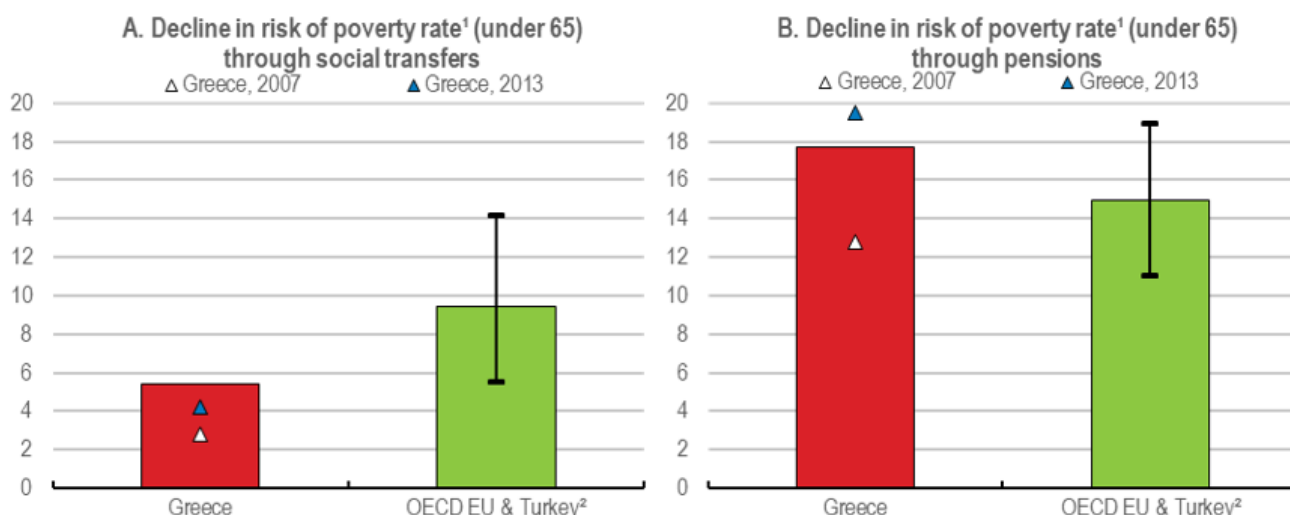 A. Decline in risk of poverty rate¹ (under 65)
through social transfers
Greece, 2007
Greece, 2013
20
18
16
14
12
10
8
6
4
2
0
Greece
OECD EU & Turkey²
B. Decline in risk of poverty rate¹ (under 65)
through pensions
Greece, 2007
Greece, 2013
20
18
16
14
12
10
8
6
4
2
0
Greece
OECD EU & Turkey²